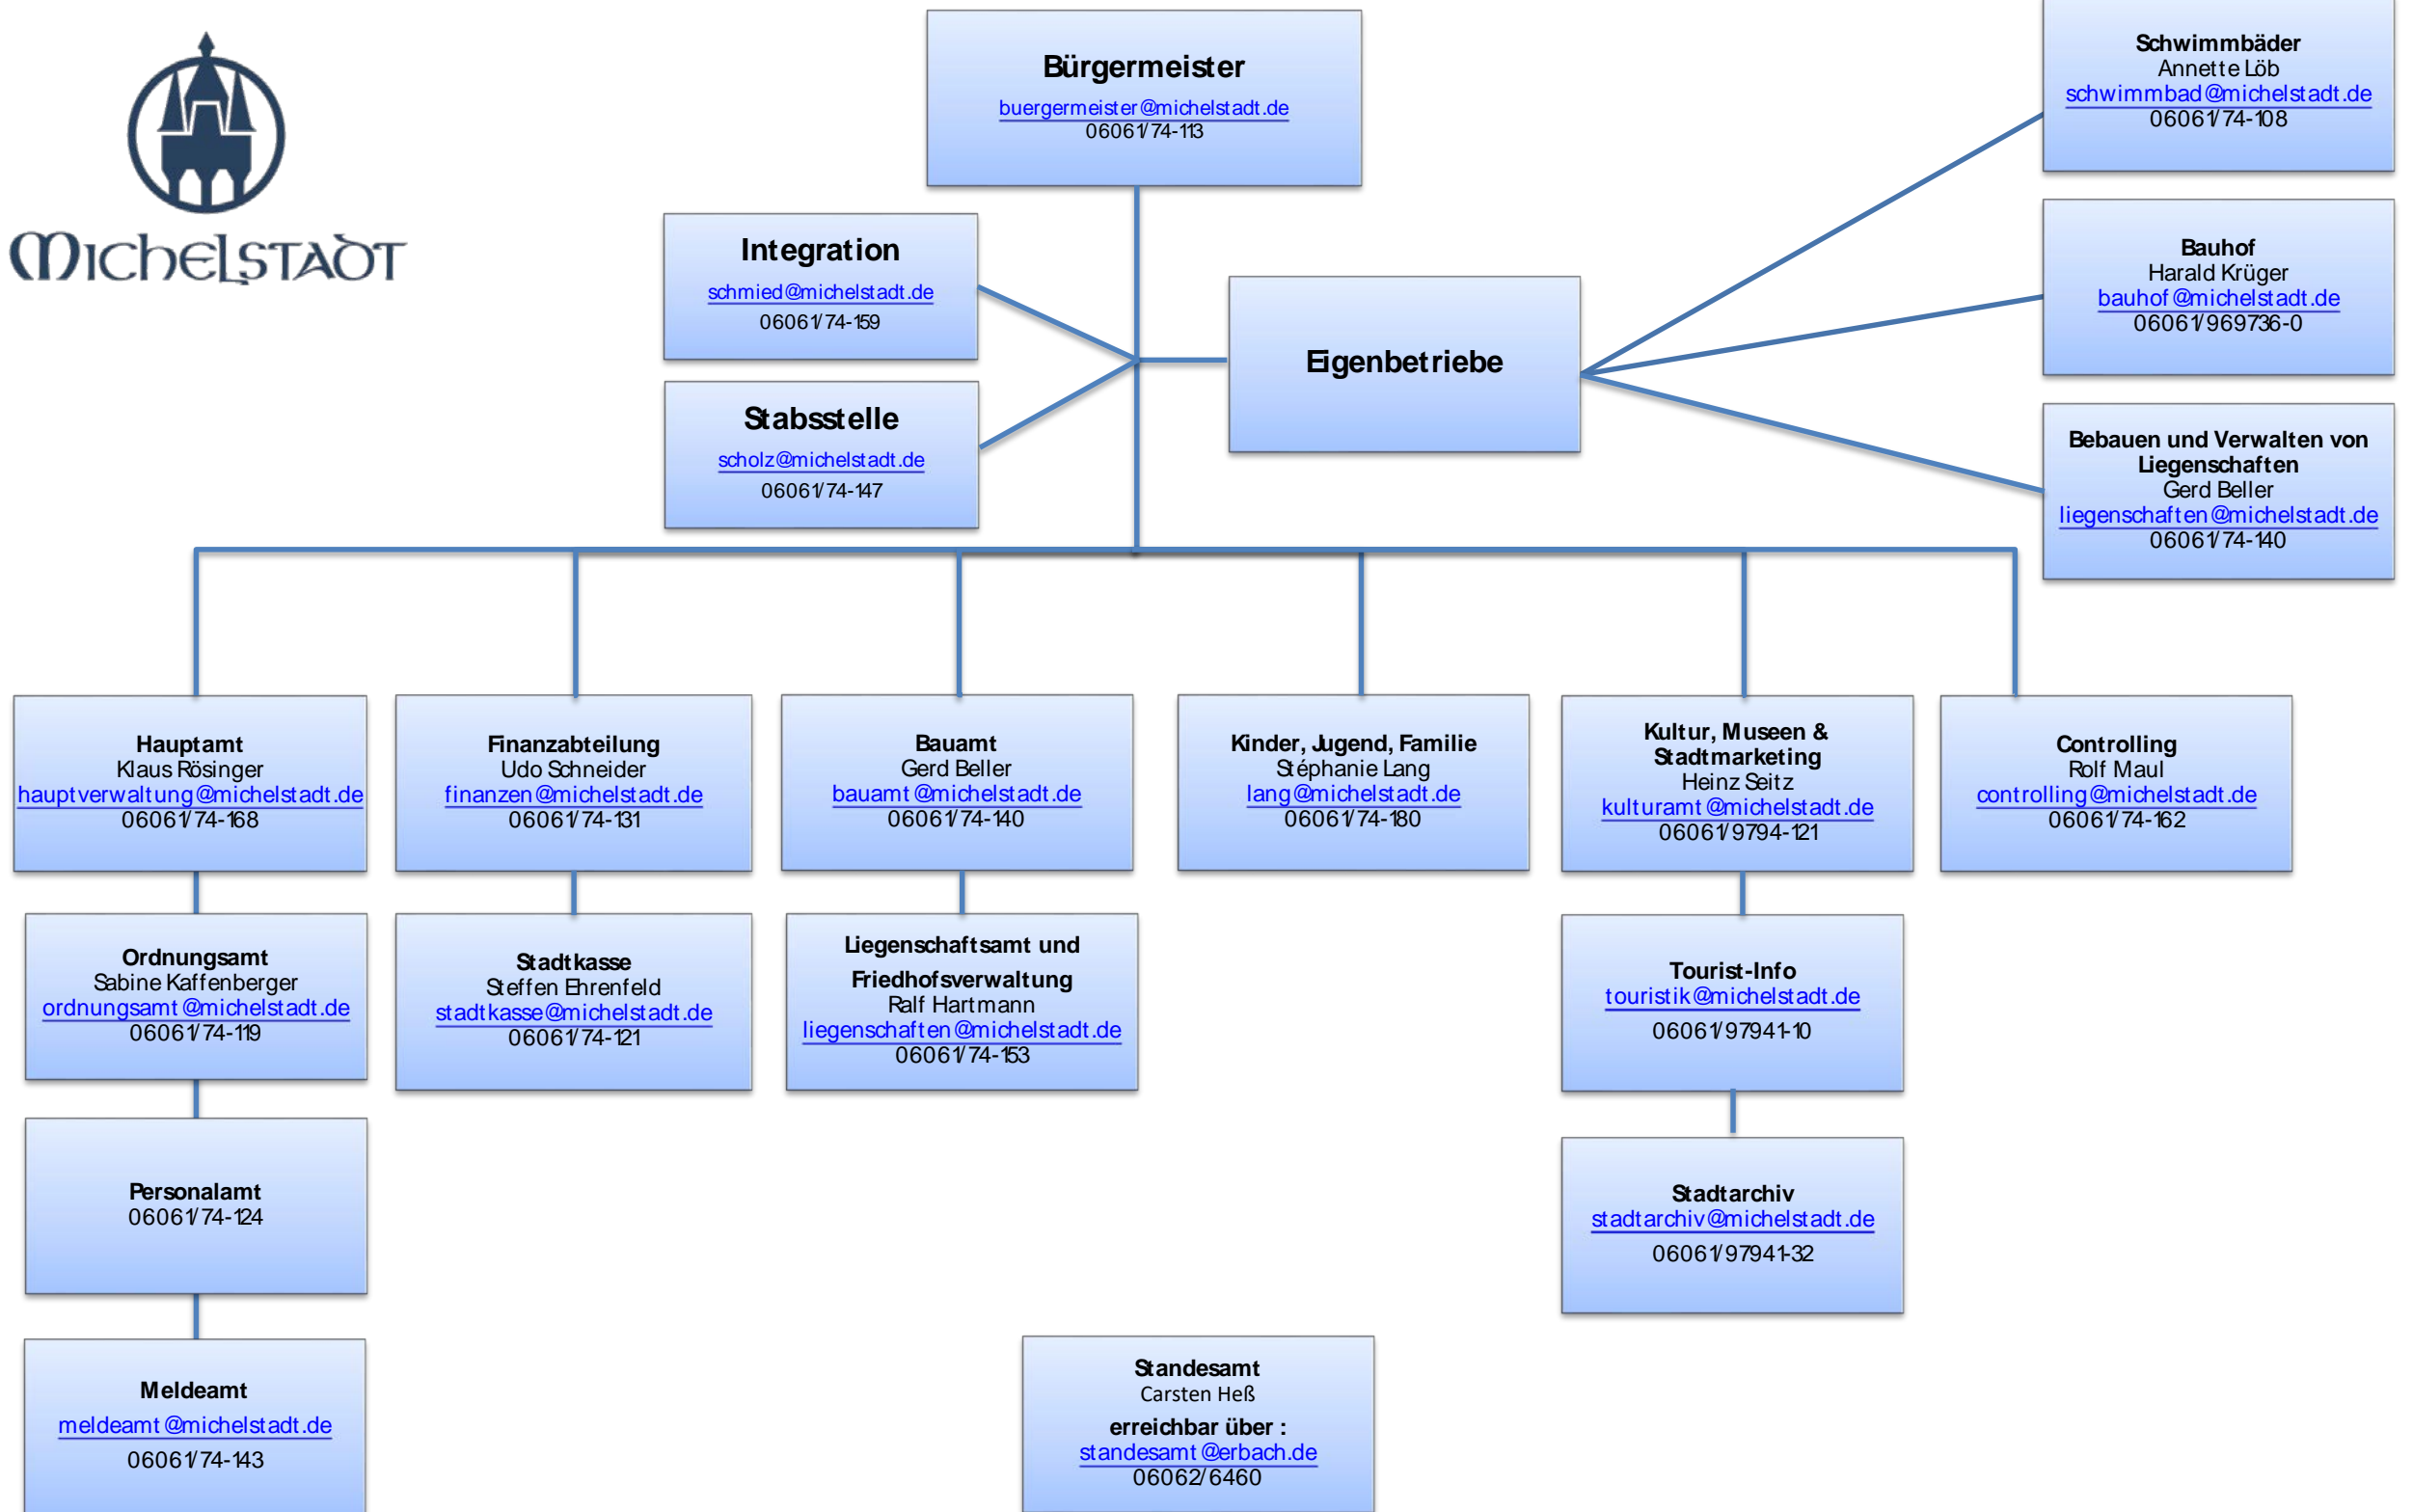 MICHELSTADT
Bürgermeister
buergermeister@michelstadt.de
06061/74-113
Schwimmbäder
Annette Löb
schwimmbad@michelstadt.de
06061/74-108
Integration
schmied@michelstadt.de
06061/74-159
Bauhof
Harald Krüger
bauhof@michelstadt.de
06061/969736-0
Eigenbetriebe
Stabsstelle
scholz@michelstadt.de
06061/74-147
Bebauen und Verwalten von
Liegenschaften
Gerd Beller
liegenschaften@michelstadt.de
06061/74-140
Hauptamt
Klaus Rösinger
hauptverwaltung@michelstadt.de
06061/74-168
Finanzabteilung
Udo Schneider
finanzen@michelstadt.de
06061/74-131
Bauamt
Gerd Beller
bauamt@michelstadt.de
06061/74-140
Kinder, Jugend, Familie
Stéphanie Lang
lang@michelstadt.de
06061/74-180
Kultur, Museen &
Stadtmarketing
Heinz Seitz
kulturamt@michelstadt.de
06061/9794-121
Controlling
Rolf Maul
controlling@michelstadt.de
06061/74-162
Ordnungsamt
Sabine Kaffenberger
ordnungsamt@michelstadt.de
06061/74-119
Stadtkasse
Steffen Ehrenfeld
stadtkasse@michelstadt.de
06061/74-121
Liegenschaftsamt und
Friedhofsverwaltung
Ralf Hartmann
liegenschaften@michelstadt.de
06061/74-153
Tourist-Info
touristik@michelstadt.de
06061/97941-10
Personalamt
06061/74-124
Stadtarchiv
stadtarchiv@michelstadt.de
06061/97941-32
Meldeamt
meldeamt@michelstadt.de
06061/74-143
Standesamt
Carsten Heß
erreichbar über :
standesamt@erbach.de
06062/6460